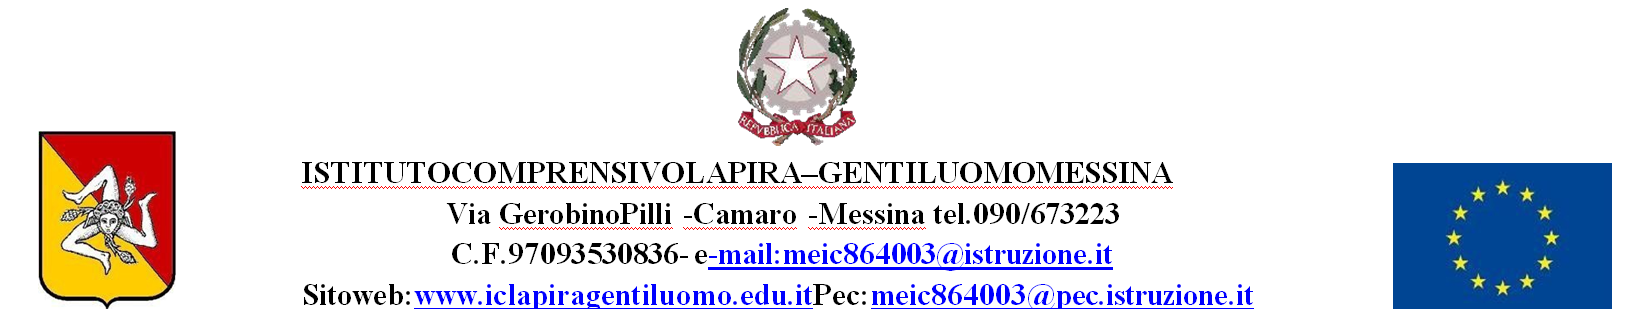 REPVBBLICA ITALIANA
ISTITUTOCOMPRENSIVOLAPIRA–GENTILUOMOMESSINA
Via GerobinoPilli -Camaro -Messina tel.090/673223
C.F.97093530836- e-mail:meic864003@istruzione.it
Sitoweb:www.iclapiragentiluomo.edu.itPec:meic864003@pec.istruzione.it